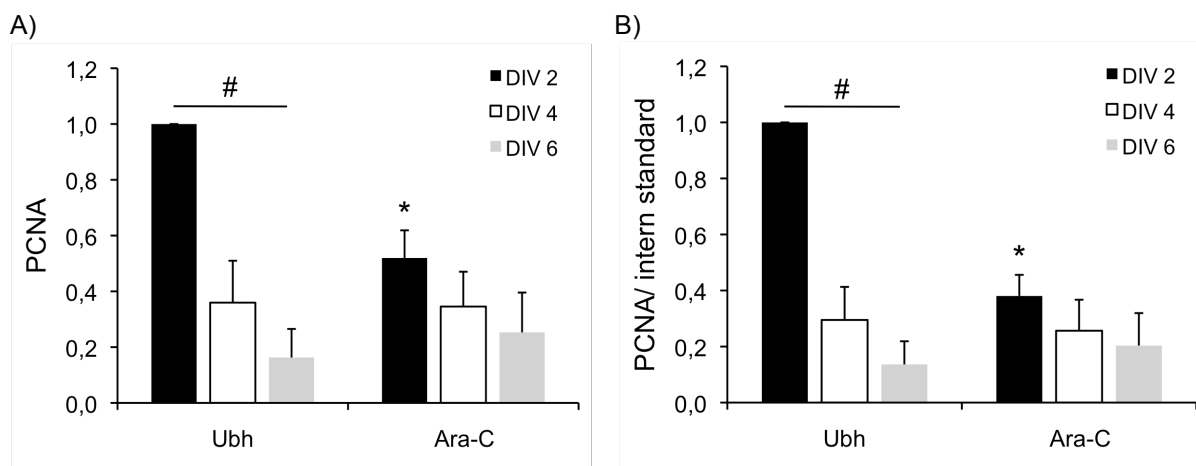 A)
PCNA
1,2
1,0
0,8
0,6
0,4
0,2
0,0
#
*
DIV 2
DIV 4
DIV 6
Ubh
Ara-C
B)
PCNA/ intern standard
1,2
1,0
0,8
0,6
0,4
0,2
0,0
#
*
DIV 2
DIV 4
DIV 6
Ubh
Ara-C